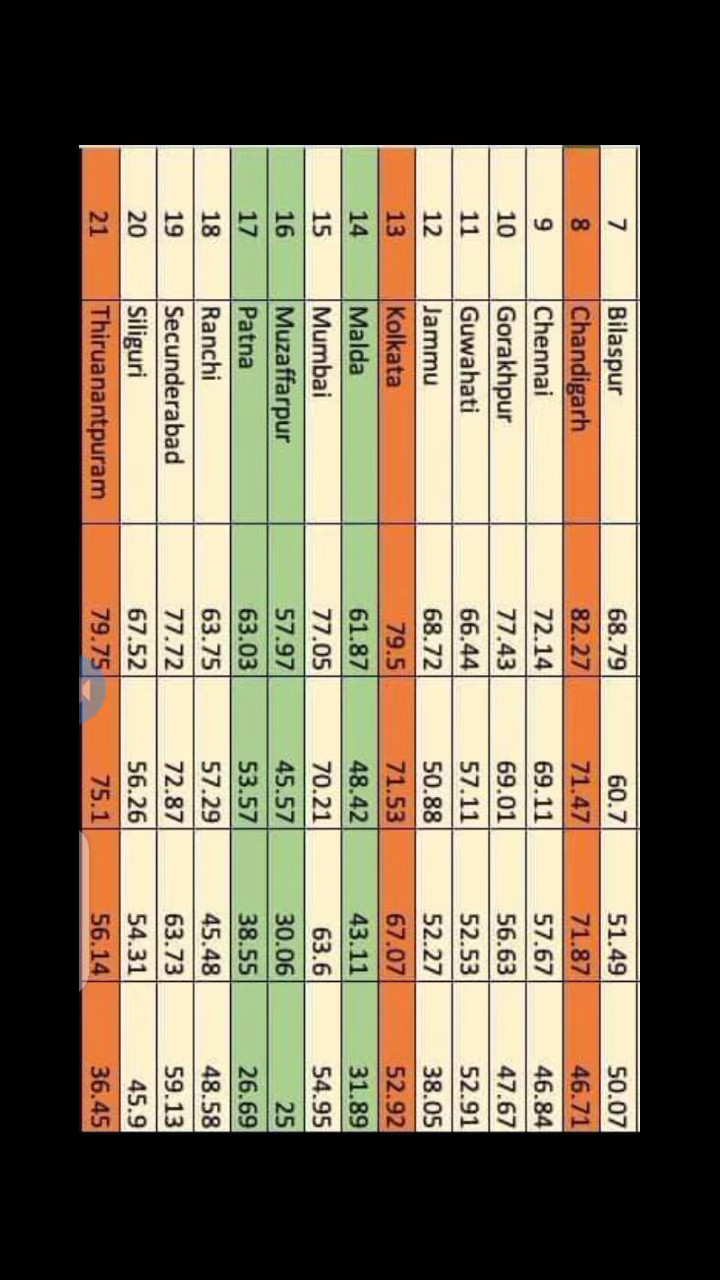 7 Bilaspur 68.79 60.7 51.49 50.07
8 Chandigarh 82.27 71.47 71.87 46.71
9 Chennai 72.14 69.11 57.67 46.84
10 Gorakhpur 77.43 69.01 56.63 47.67
11 Guwahati 66.44 57.11 52.53 52.91
12 Jammu 68.72 50.88 52.27 38.05
13 Kolkata 79.5 71.53 67.07 52.92
14 Malda 61.87 48.42 43.11 31.89
15 Mumbai 77.05 70.21 63.6 54.95
16 Muzaffarpur 57.97 45.57 30.06 25
17 Patna 63.03 53.57 38.55 26.69
18 Ranchi 63.75 57.29 45.48 48.58
19 Secunderabad 77.72 72.87 63.73 59.13
20 Siliguri 67.52 56.26 54.31 45.9
21 Thiruanantpuram 79.75 75.1 56.14 36.45